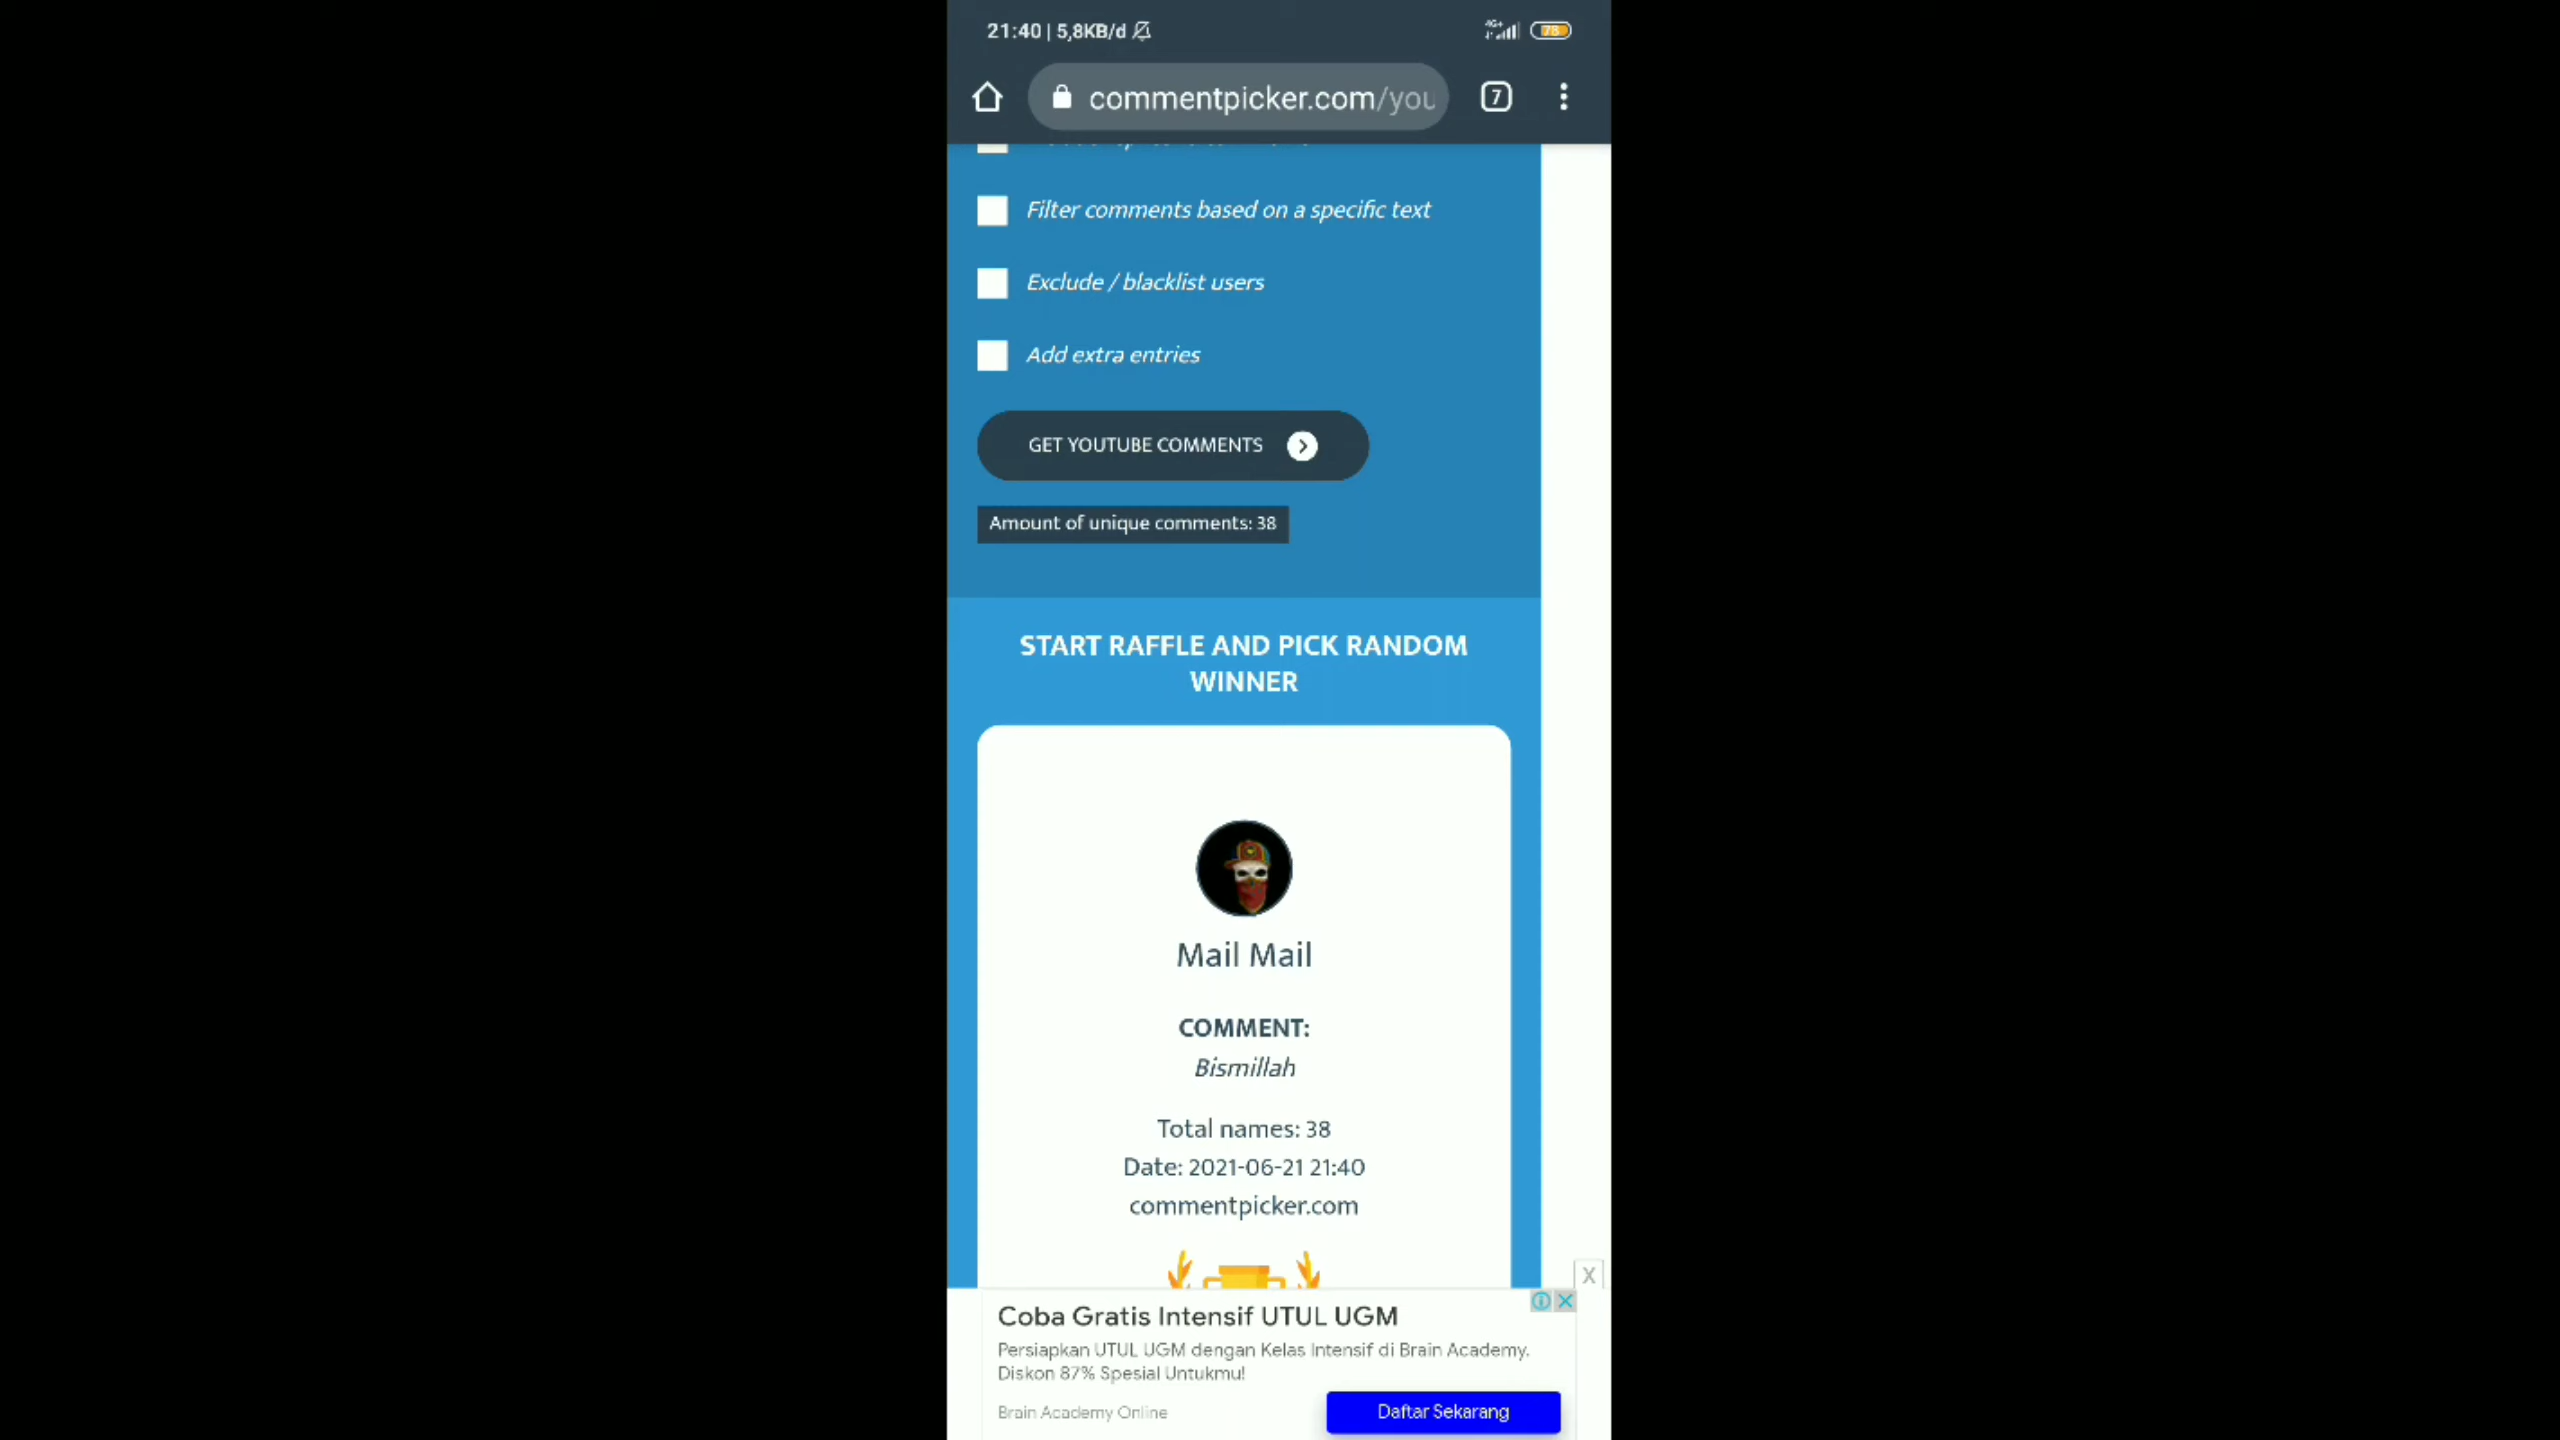 21:40 | 5,8KB/d
4G+
78
commentpicker.com/you
7
Filter comments based on a specific text
Exclude / blacklist users
Add extra entries
GET YOUTUBE COMMENTS
Amount of unique comments: 38
START RAFFLE AND PICK RANDOM
WINNER
Mail Mail
COMMENT:
Bismillah
Total names: 38
Date: 2021-06-21 21:40
commentpicker.com
X
Coba Gratis Intensif UTUL UGM
Persiapkan UTUL UGM dengan Kelas Intensif di Brain Academy.
Diskon 87% Spesial Untukmu!
Brain Academy Online
Daftar Sekarang